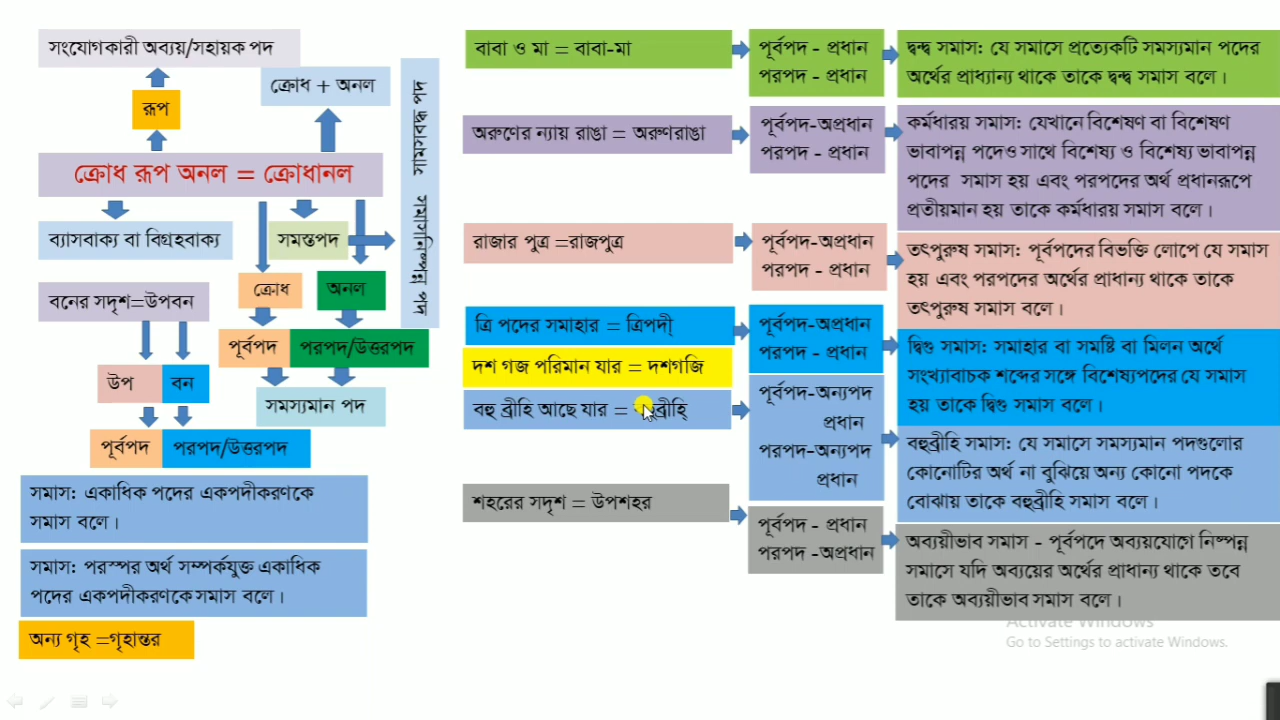 সংযোগকারী অব্যয়/সহায়ক পদ
রূপ
ক্রোধ + অনল
ক্রোধ রূপ অনল = ক্রোধানল
ব্যাসবাক্য বা বিগ্রহবাক্য
সমস্তপদ
সমাসবদ্ধ পদ
সমাসনিষ্পন্ন পদ
ক্রোধ
অনল
পূর্বপদ
পরপদ/উত্তরপদ
সমস্যমান পদ
বনের সদৃশ=উপবন
উপ
বন
পূর্বপদ
পরপদ/উত্তরপদ
সমাস: একাধিক পদের একপদীকরণকে
সমাস বলে।
সমাস: পরস্পর অর্থ সম্পর্কযুক্ত একাধিক
পদের একপদীকরণকে সমাস বলে।
অন্য গৃহ =গৃহান্তর
বাবা ও মা = বাবা-মা
পূর্বপদ - প্রধান
পরপদ - প্রধান
দ্বন্দ্ব সমাস: যে সমাসে প্রত্যেকটি সমস্যমান পদের
অর্থের প্রাধ্যান্য থাকে তাকে দ্বন্দ্ব সমাস বলে।
অরুণের ন্যায় রাঙা = অরুণরাঙা
পূর্বপদ-অপ্রধান
পরপদ - প্রধান
কর্মধারয় সমাস: যেখানে বিশেষণ বা বিশেষণ
ভাবাপন্ন পদেও সাথে বিশেষ্য ও বিশেষ্য ভাবাপন্ন
পদের সমাস হয় এবং পরপদের অর্থ প্রধানরূপে
প্রতীয়মান হয় তাকে কর্মধারয় সমাস বলে।
রাজার পুত্র =রাজপুত্র
পূর্বপদ-অপ্রধান
পরপদ - প্রধান
তৎপুরুষ সমাস: পূর্বপদের বিভক্তি লোপে যে সমাস
হয় এবং পরপদের অর্থের প্রাধান্য থাকে তাকে
তৎপুরুষ সমাস বলে।
ত্রি পদের সমাহার = ত্রিপদী
পূর্বপদ-অপ্রধান
পরপদ - প্রধান
দ্বিগু সমাস: সমাহার বা সমষ্টি বা মিলন অর্থে
সংখ্যাবাচক শব্দের সঙ্গে বিশেষ্যপদের যে সমাস
হয় তাকে দ্বিগু সমাস বলে।
দশ গজ পরিমান যার = দশগজি
বহু ব্রীহি আছে যার = বহুব্রীহি
পূর্বপদ-অন্যপদ
প্রধান
পরপদ-অন্যপদ
প্রধান
বহুব্রীহি সমাস: যে সমাসে সমস্যমান পদগুলোর
কোনোটির অর্থ না বুঝিয়ে অন্য কোনো পদকে
বোঝায় তাকে বহুব্রীহি সমাস বলে।
শহরের সদৃশ = উপশহর
পূর্বপদ - প্রধান
পরপদ -অপ্রধান
অব্যয়ীভাব সমাস - পূর্বপদে অব্যয়যোগে নিষ্পন্ন
সমাসে যদি অব্যয়ের অর্থের প্রাধান্য থাকে তবে
তাকে অব্যয়ীভাব সমাস বলে।
Activate Windows
Go to Settings to activate Windows.